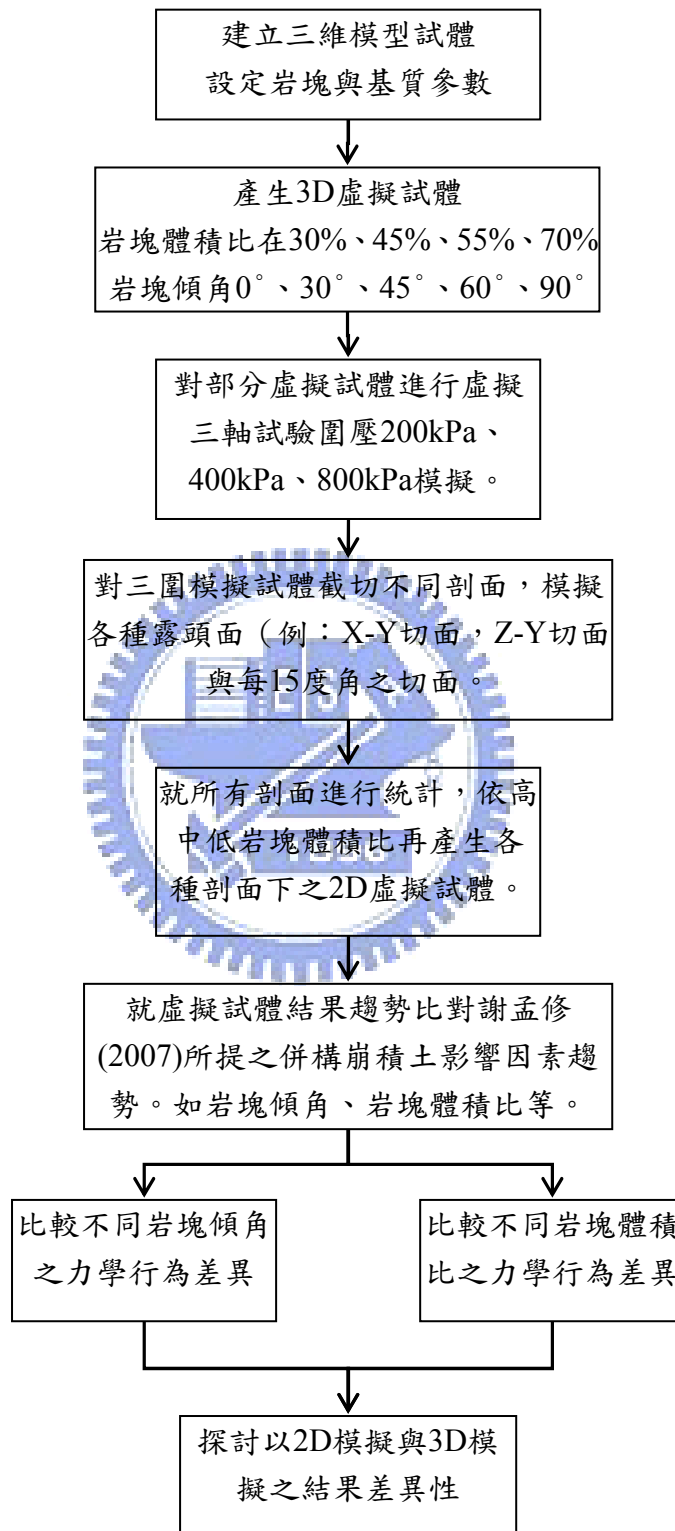 建立三維模型試體
設定岩塊與基質參數
產生3D虛擬試體
岩塊體積比在30%、45%、55%、70%
岩塊傾角0°、30°、45°、60°、90°
對部分虛擬試體進行虛擬
三軸試驗圍壓200kPa、
400kPa、800kPa模擬。
對三圍模擬試體截切不同剖面，模擬
各種露頭面（例：X-Y切面，Z-Y切面
與每15度角之切面。
就所有剖面進行統計，依高
中低岩塊體積比再產生各
種剖面下之2D虛擬試體。
就虛擬試體結果趨勢比對謝孟修
(2007)所提之併構崩積土影響因素趨
勢。如岩塊傾角、岩塊體積比等。
比較不同岩塊傾角
之力學行為差異
比較不同岩塊體積
比之力學行為差異
探討以2D模擬與3D模
擬之結果差異性